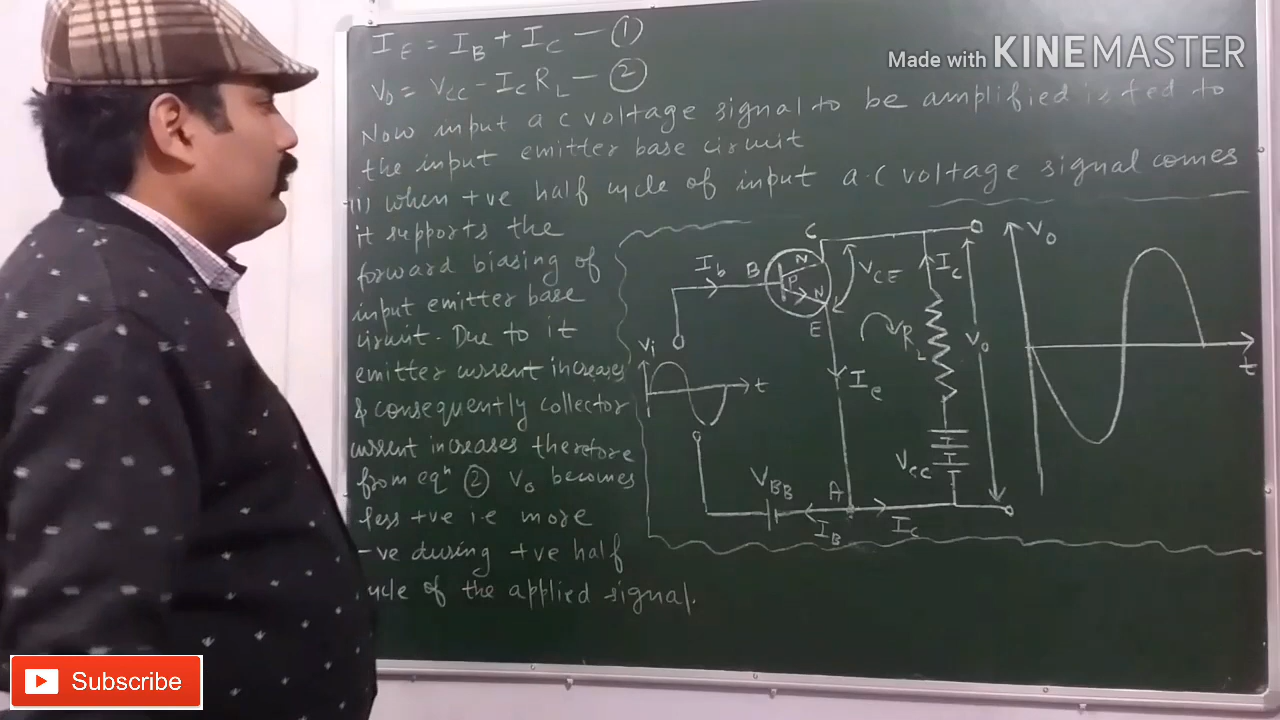 I_E = I_B + I_C — ①
V_0 = V_CC - I_C R_L — ②
Now input a c voltage signal to be amplified is fed to
the input emitter base circuit
i) when +ve half cycle of input a.c voltage signal comes
it supports the
forward biasing of
input emitter base
circuit. Due to it
emitter current increases
& consequently collector
current increases therefore
from eqn ② V_0 becomes
less +ve i.e more
-ve during +ve half
cycle of the applied signal.
C
I_b
B
N
P
N
E
V_CE
I_C
R_L
V_0
V_i
t
I_e
V_CC
V_BB
A
I_B
I_C
V_0
t
Made with KINEMASTER
Subscribe